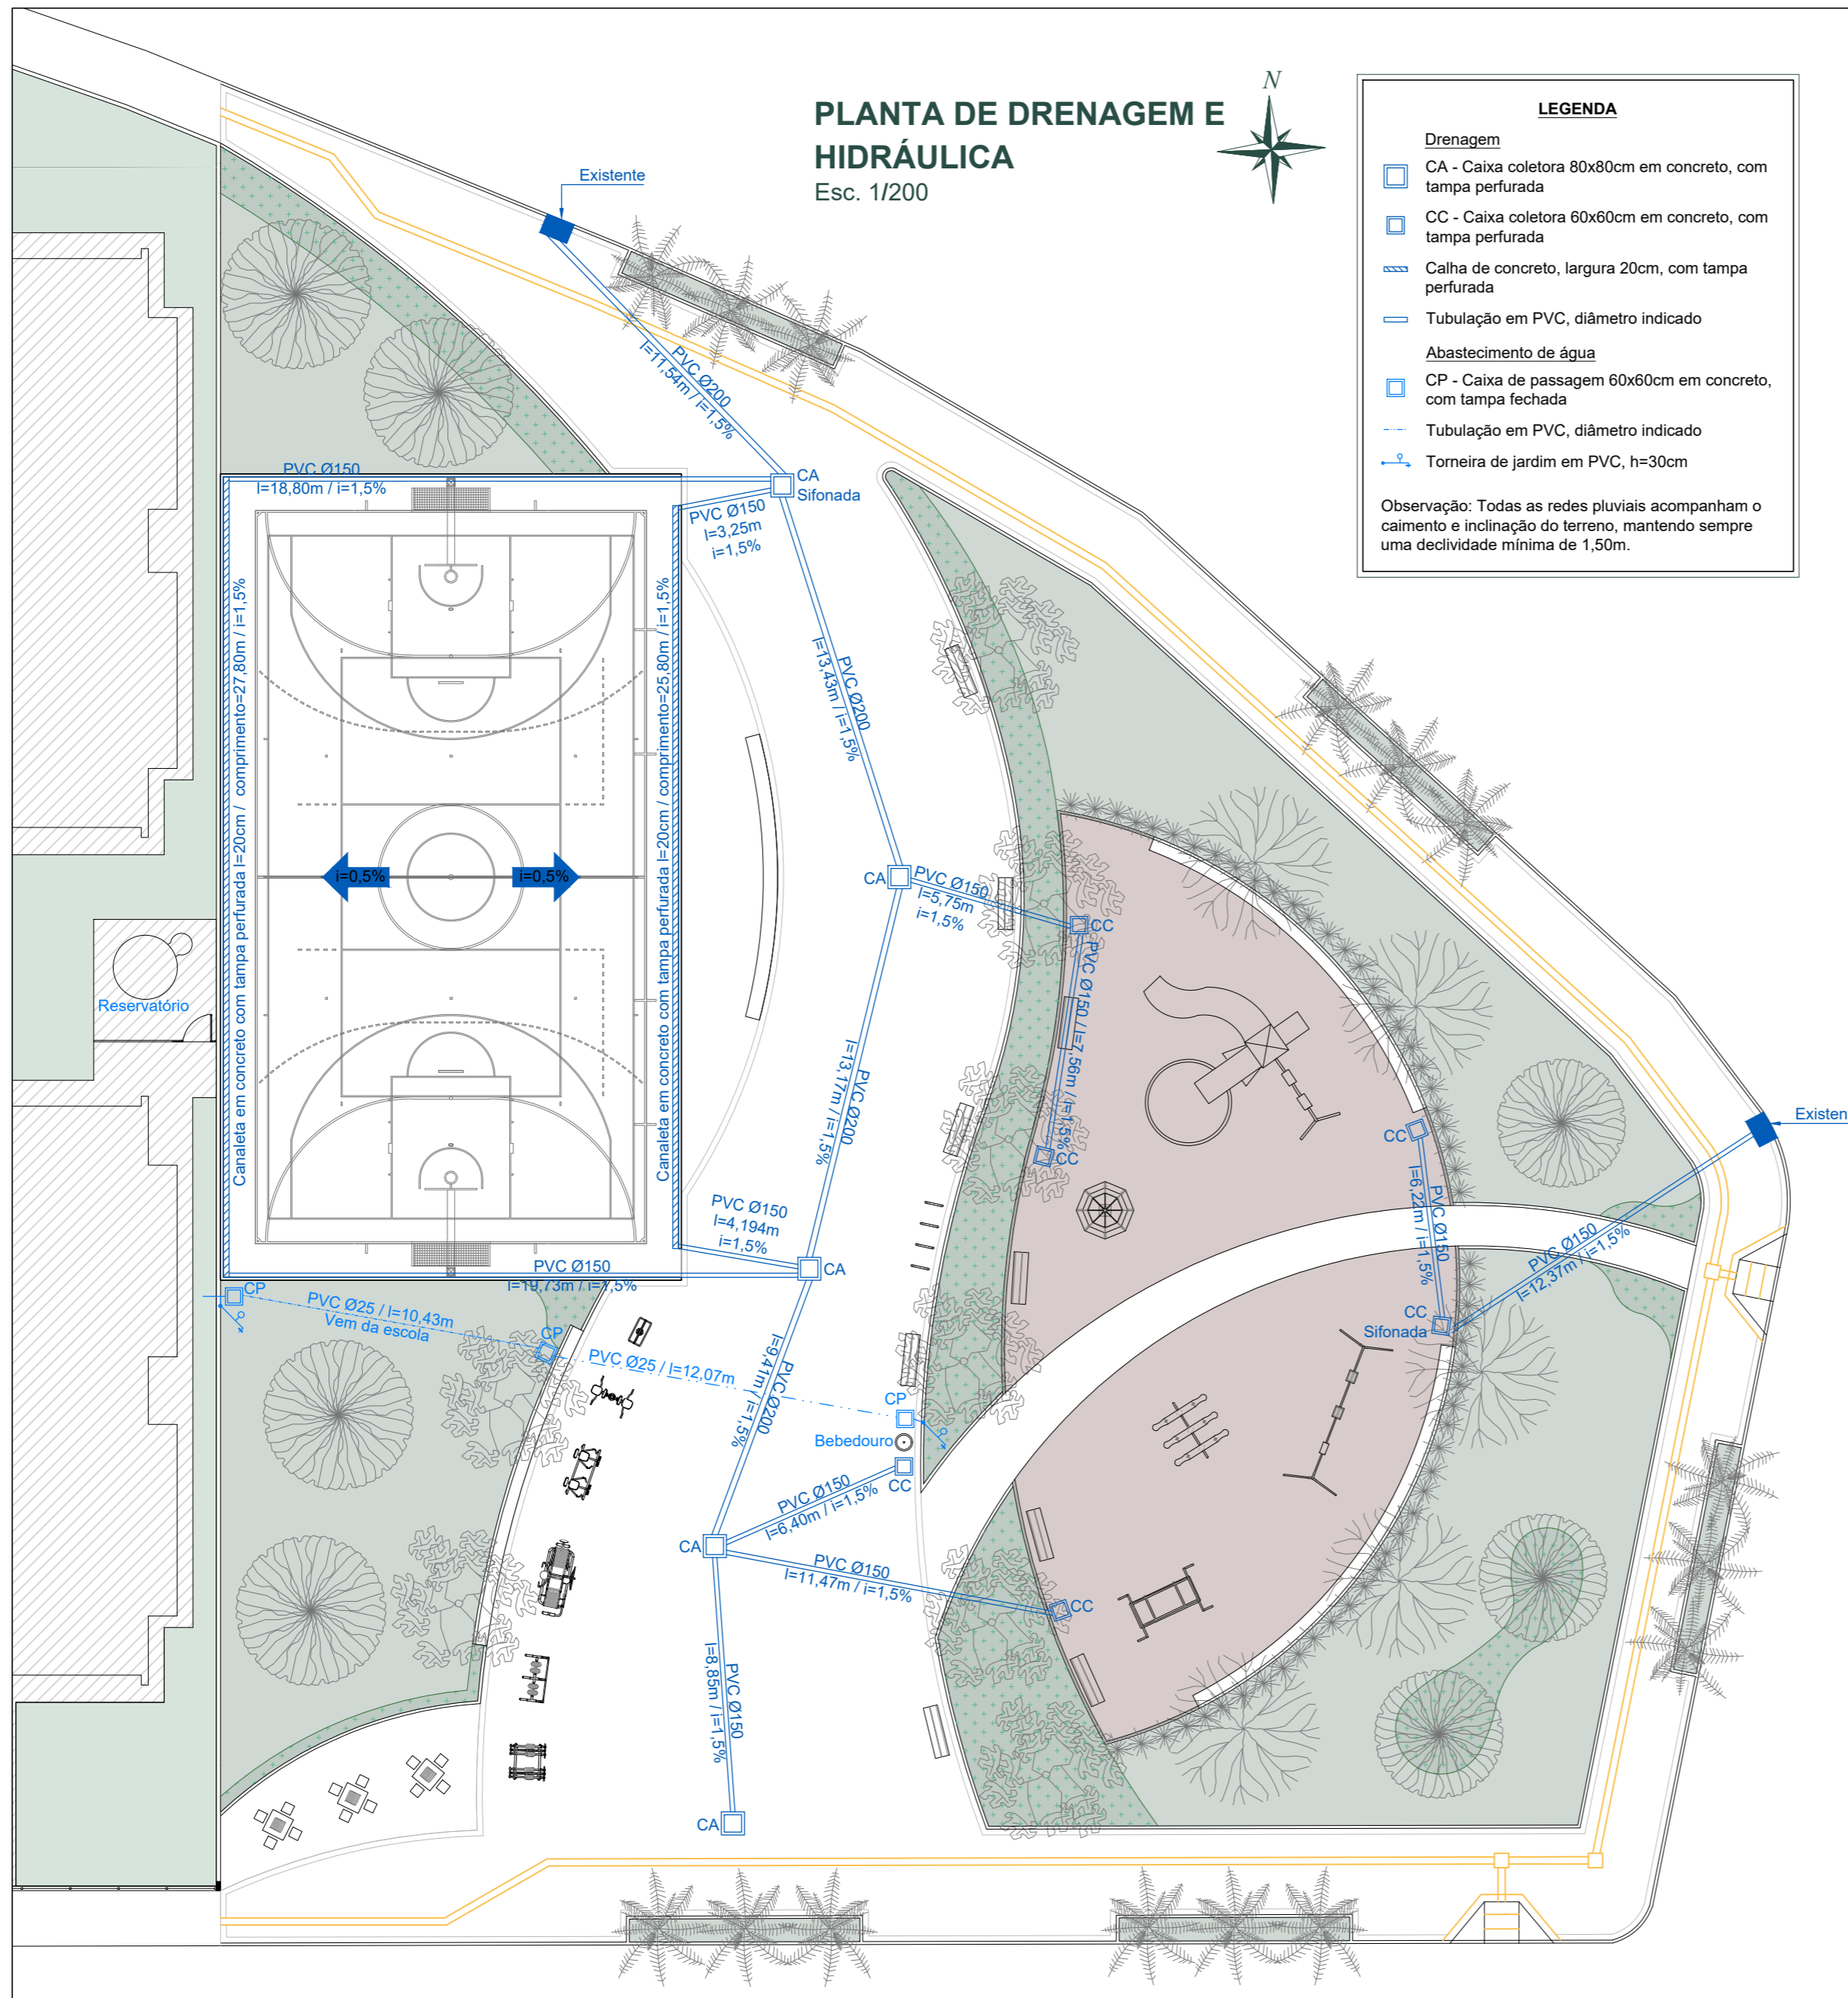 PLANTA DE DRENAGEM E
HIDRÁULICA
Esc. 1/200
N
LEGENDA
Drenagem
CA - Caixa coletora 80x80cm em concreto, com
tampa perfurada
CC - Caixa coletora 60x60cm em concreto, com
tampa perfurada
Calha de concreto, largura 20cm, com tampa
perfurada
Tubulação em PVC, diâmetro indicado
Abastecimento de água
CP - Caixa de passagem 60x60cm em concreto,
com tampa fechada
Tubulação em PVC, diâmetro indicado
Torneira de jardim em PVC, h=30cm
Observação: Todas as redes pluviais acompanham o
caimento e inclinação do terreno, mantendo sempre
uma declividade mínima de 1,50m.
Existente
PVC Ø200
l=11,54m / i=1,5%
CA
Sifonada
PVC Ø150
l=18,80m / i=1,5%
PVC Ø150
l=3,25m
i=1,5%
Canaleta em concreto com tampa perfurada l=20cm / comprimento=27,80m / i=1,5%
Canaleta em concreto com tampa perfurada l=20cm / comprimento=25,80m / i=1,5%
PVC Ø200
l=13,43m / i=1,5%
i=0,5%
i=0,5%
CA
PVC Ø150
l=5,75m
i=1,5%
CC
PVC Ø150 / l=7,56m / i=1,5%
CC
Reservatório
PVC Ø200
l=13,17m / i=1,5%
CC
Existen
PVC Ø150
l=6,22m / i=1,5%
PVC Ø150
l=12,37m / i=1,5%
CC
Sifonada
PVC Ø150
l=4,194m
i=1,5%
CA
PVC Ø150
l=19,73m / i=1,5%
CP
PVC Ø25 / l=10,43m
Vem da escola
CP
PVC Ø25 / l=12,07m
PVC Ø200
l=9,41m / i=1,5%
CP
Bebedouro
CC
PVC Ø150
l=6,40m / i=1,5%
CA
PVC Ø150
l=11,47m / i=1,5%
CC
PVC Ø150
l=8,85m / i=1,5%
CA